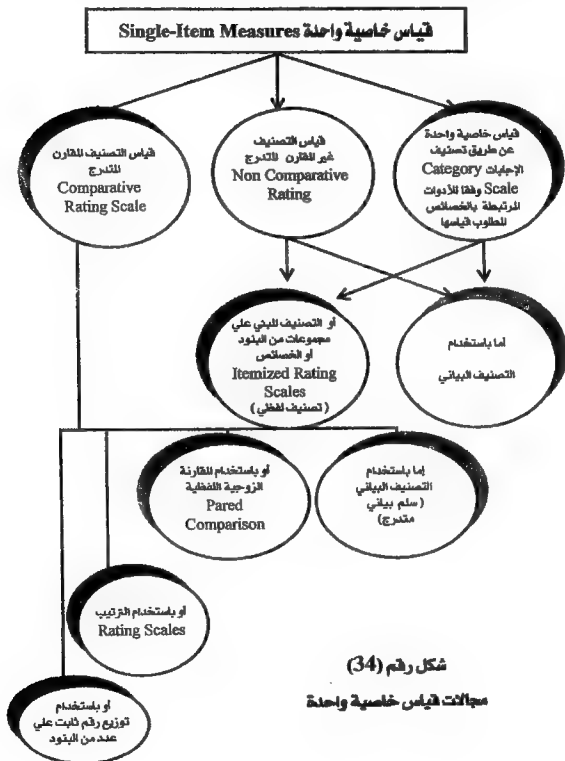 قياس خاصية واحدة Single-Item Measures
قياس خاصية واحدة
عن طريق تصنيف
الإجابات Category
Scale وفقا للأدوات
المرتبطة بالخصائص
المطلوب قياسها
قياس التصنيف
غير المقارن المتدرج
Non Comparative
Rating
قياس التصنيف المقارن
المتدرج
Comparative
Rating Scale
أما باستخدام
التصنيف البياني
أو التصنيف المبني علي
مجموعات من البنود
أو الخصائص
Itemized Rating
Scales
(تصنيف لفظي)
إما باستخدام
التصنيف البياني
(سلم بياني
متدرج)
أو باستخدام المقارنة
الزوجية اللفظية
Pared
Comparison
أو باستخدام الترتيب
Rating Scales
أو باستخدام
توزيع رقم ثابت علي
عدد من البنود
شكل رقم (34)
مجالات قياس خاصية واحدة